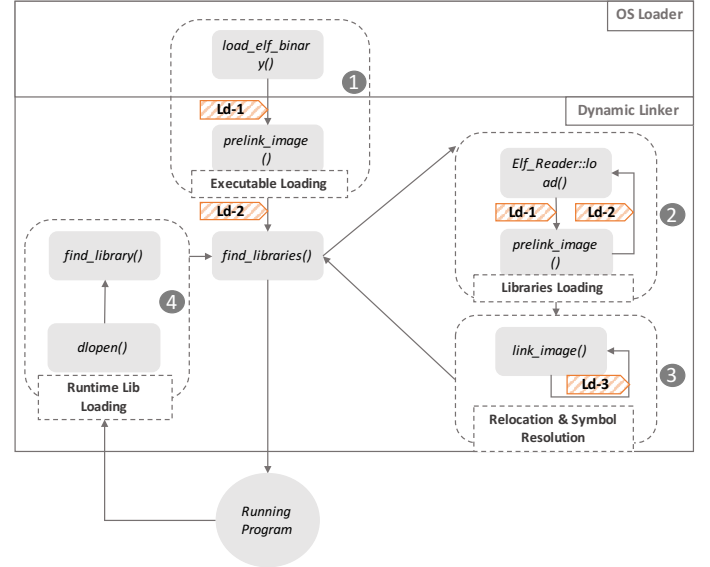 OS Loader
load_elf_binar
y()
1
Ld-1
Dynamic Linker
prelink_image
()
Executable Loading
Ld-2
Elf_Reader::lo
ad()
Ld-1
Ld-2
2
prelink_image
()
Libraries Loading
find_library()
find_libraries()
4
dlopen()
Runtime Lib
Loading
link_image()
3
Ld-3
Relocation & Symbol
Resolution
Running
Program